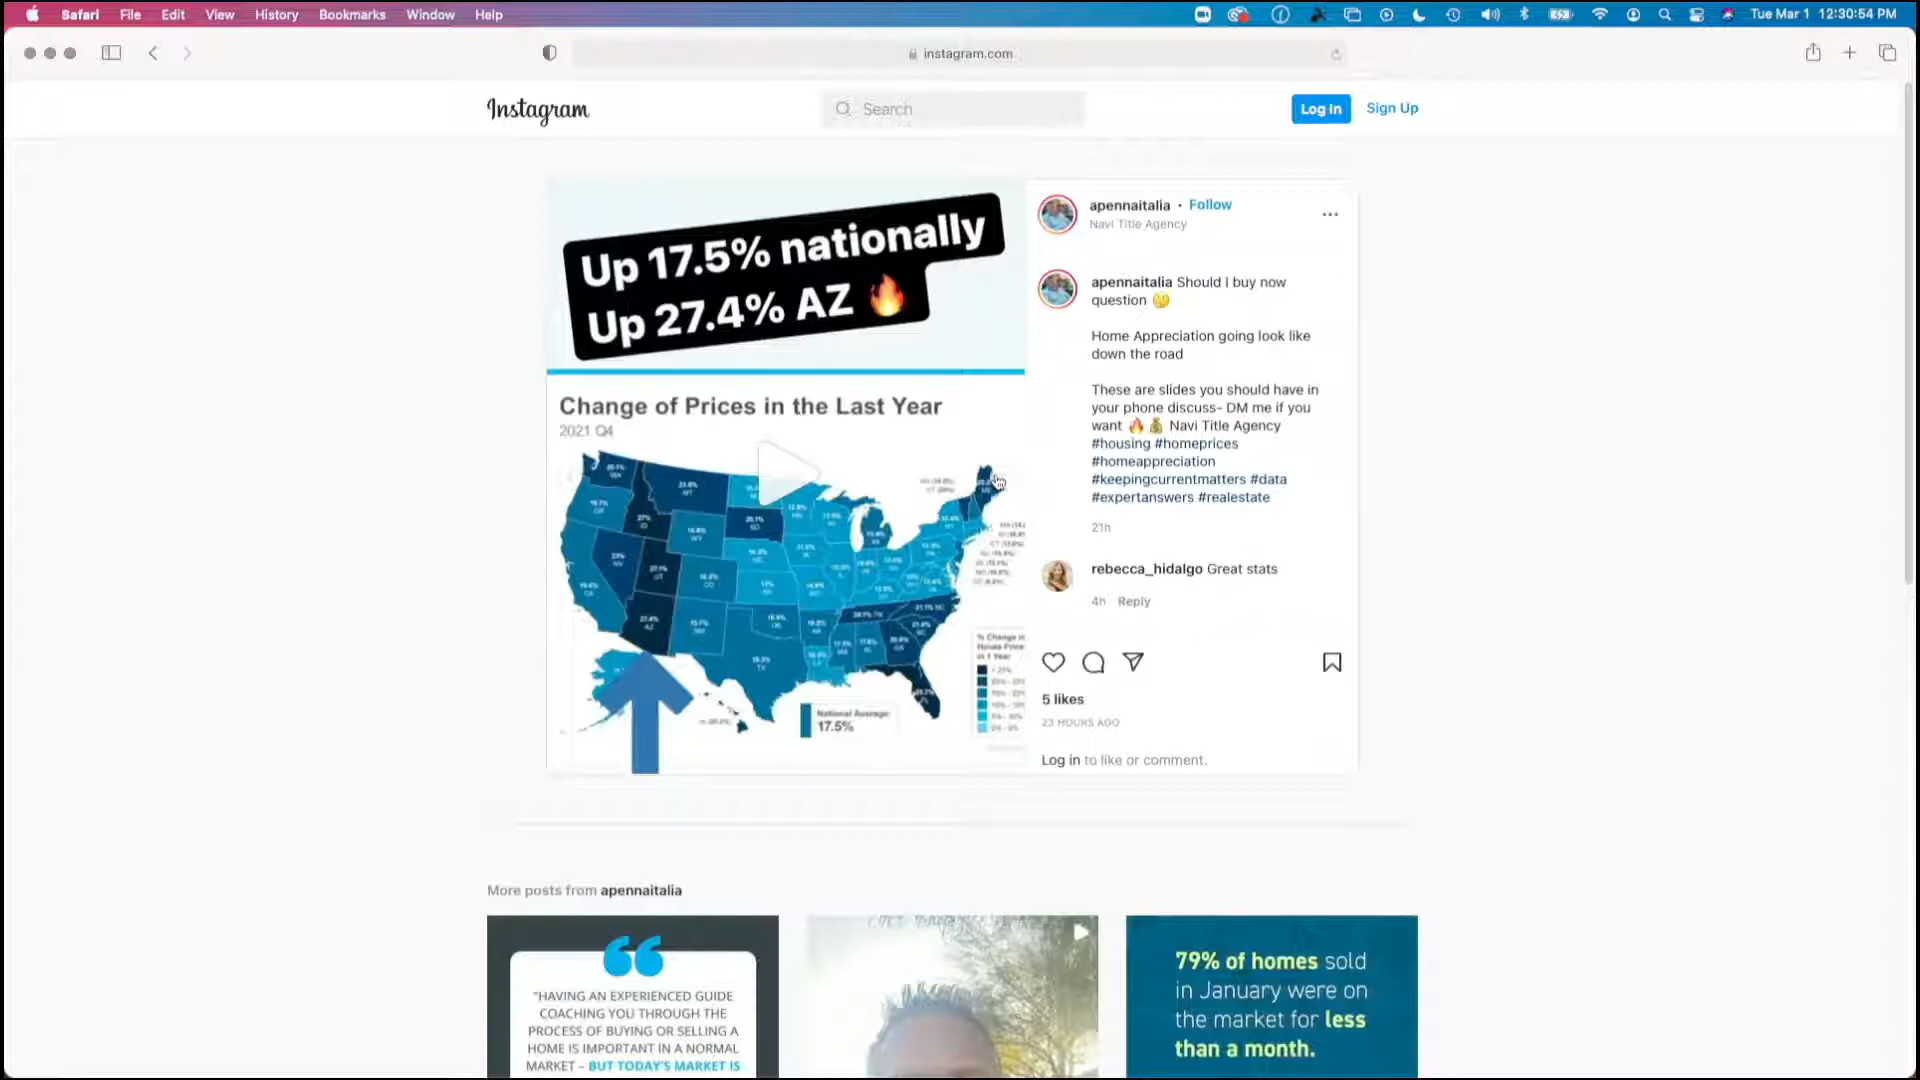 Safari File Edit View History Bookmarks Window Help Tue Mar 1 12:30:54 PM
instagram.com
Instagram
Search
Log In
Sign Up
Up 17.5% nationally
Up 27.4% AZ 🔥
Change of Prices in the Last Year
2021 Q4
National Average:
17.5%
% Change in
House Price
in 1 Year
apennaitalia • Follow
Navi Title Agency
apennaitalia Should I buy now
question 🤔
Home Appreciation going look like
down the road
These are slides you should have in
your phone discuss- DM me if you
want 🔥 💰 Navi Title Agency
#housing #homeprices
#homeappreciation
#keepingcurrentmatters #data
#expertanswers #realestate
21h
rebecca_hidalgo Great stats
4h Reply
5 likes
23 HOURS AGO
Log in to like or comment.
More posts from apennaitalia
"HAVING AN EXPERIENCED GUIDE
COACHING YOU THROUGH THE
PROCESS OF BUYING OR SELLING A
HOME IS IMPORTANT IN A NORMAL
MARKET – BUT TODAY'S MARKET IS
79% of homes sold
in January were on
the market for less
than a month.